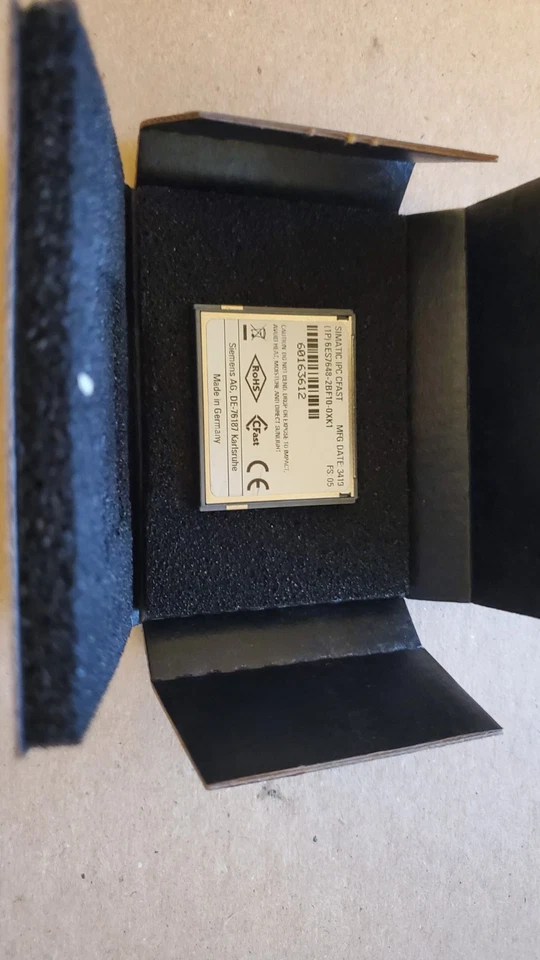 SIMATIC IPC CFAST MFG DATE 3413
(1P)6ES7648-2BF10-0XK1 FS: 05
60163612
CAUTION: DO NOT BEND, DROP OR EXPOSE TO IMPACT,
AVOID HEAT, MOISTURE AND DIRECT SUNLIGHT
RoHS
CFast
CE
Siemens AG, DE-76187 Karlsruhe
Made in Germany